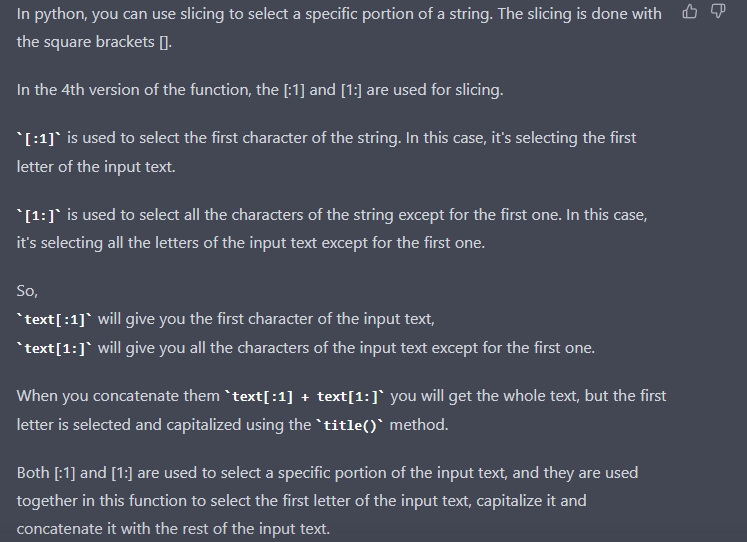 In python, you can use slicing to select a specific portion of a string. The slicing is done with
the square brackets [].
In the 4th version of the function, the [:1] and [1:] are used for slicing.
`[:1]` is used to select the first character of the string. In this case, it's selecting the first
letter of the input text.
`[1:]` is used to select all the characters of the string except for the first one. In this case,
it's selecting all the letters of the input text except for the first one.
So,
`text[:1]` will give you the first character of the input text,
`text[1:]` will give you all the characters of the input text except for the first one.
When you concatenate them `text[:1] + text[1:]` you will get the whole text, but the first
letter is selected and capitalized using the `title()` method.
Both [:1] and [1:] are used to select a specific portion of the input text, and they are used
together in this function to select the first letter of the input text, capitalize it and
concatenate it with the rest of the input text.